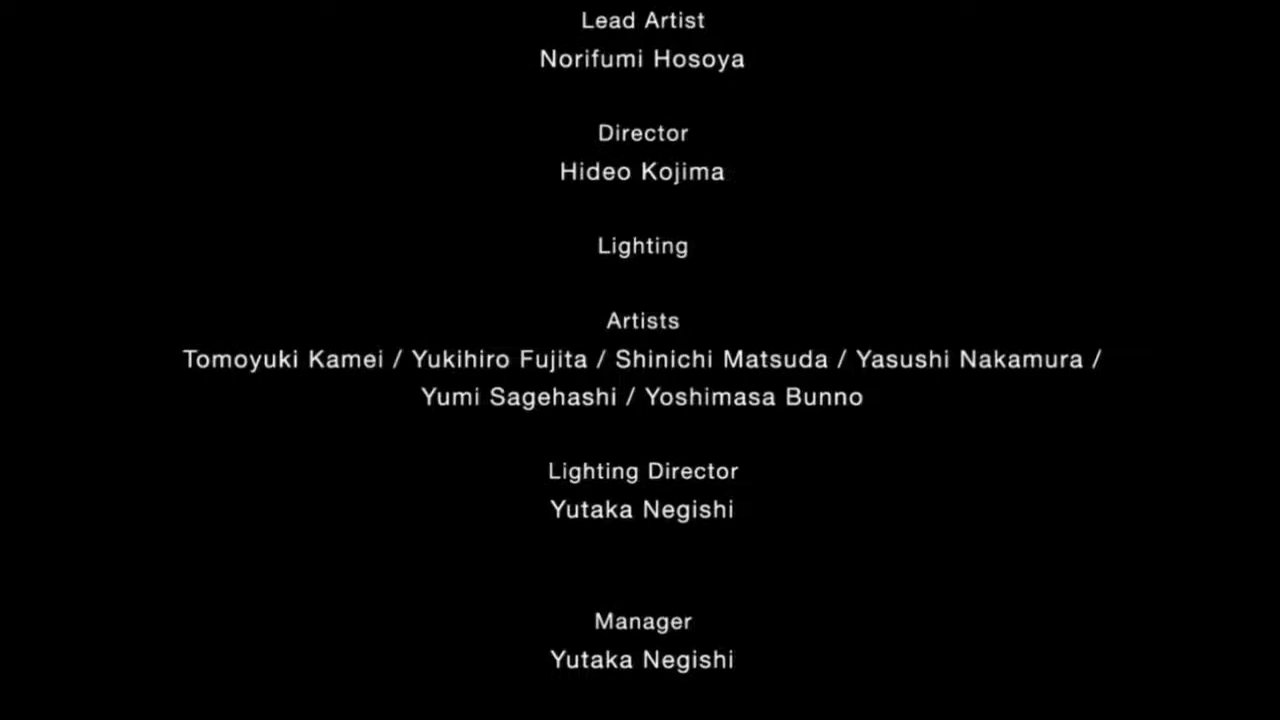 Lead Artist
Norifumi Hosoya
Director
Hideo Kojima
Lighting
Artists
Tomoyuki Kamei / Yukihiro Fujita / Shinichi Matsuda / Yasushi Nakamura /
Yumi Sagehashi / Yoshimasa Bunno
Lighting Director
Yutaka Negishi
Manager
Yutaka Negishi